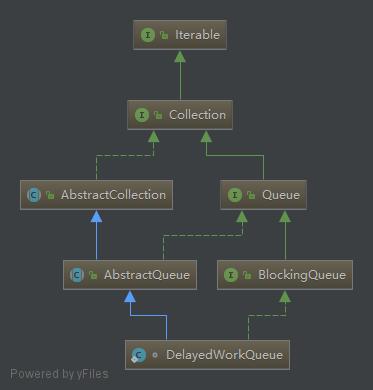 Iterable
Collection
AbstractCollection
Queue
AbstractQueue
BlockingQueue
DelayedWorkQueue
Powered by yFiles